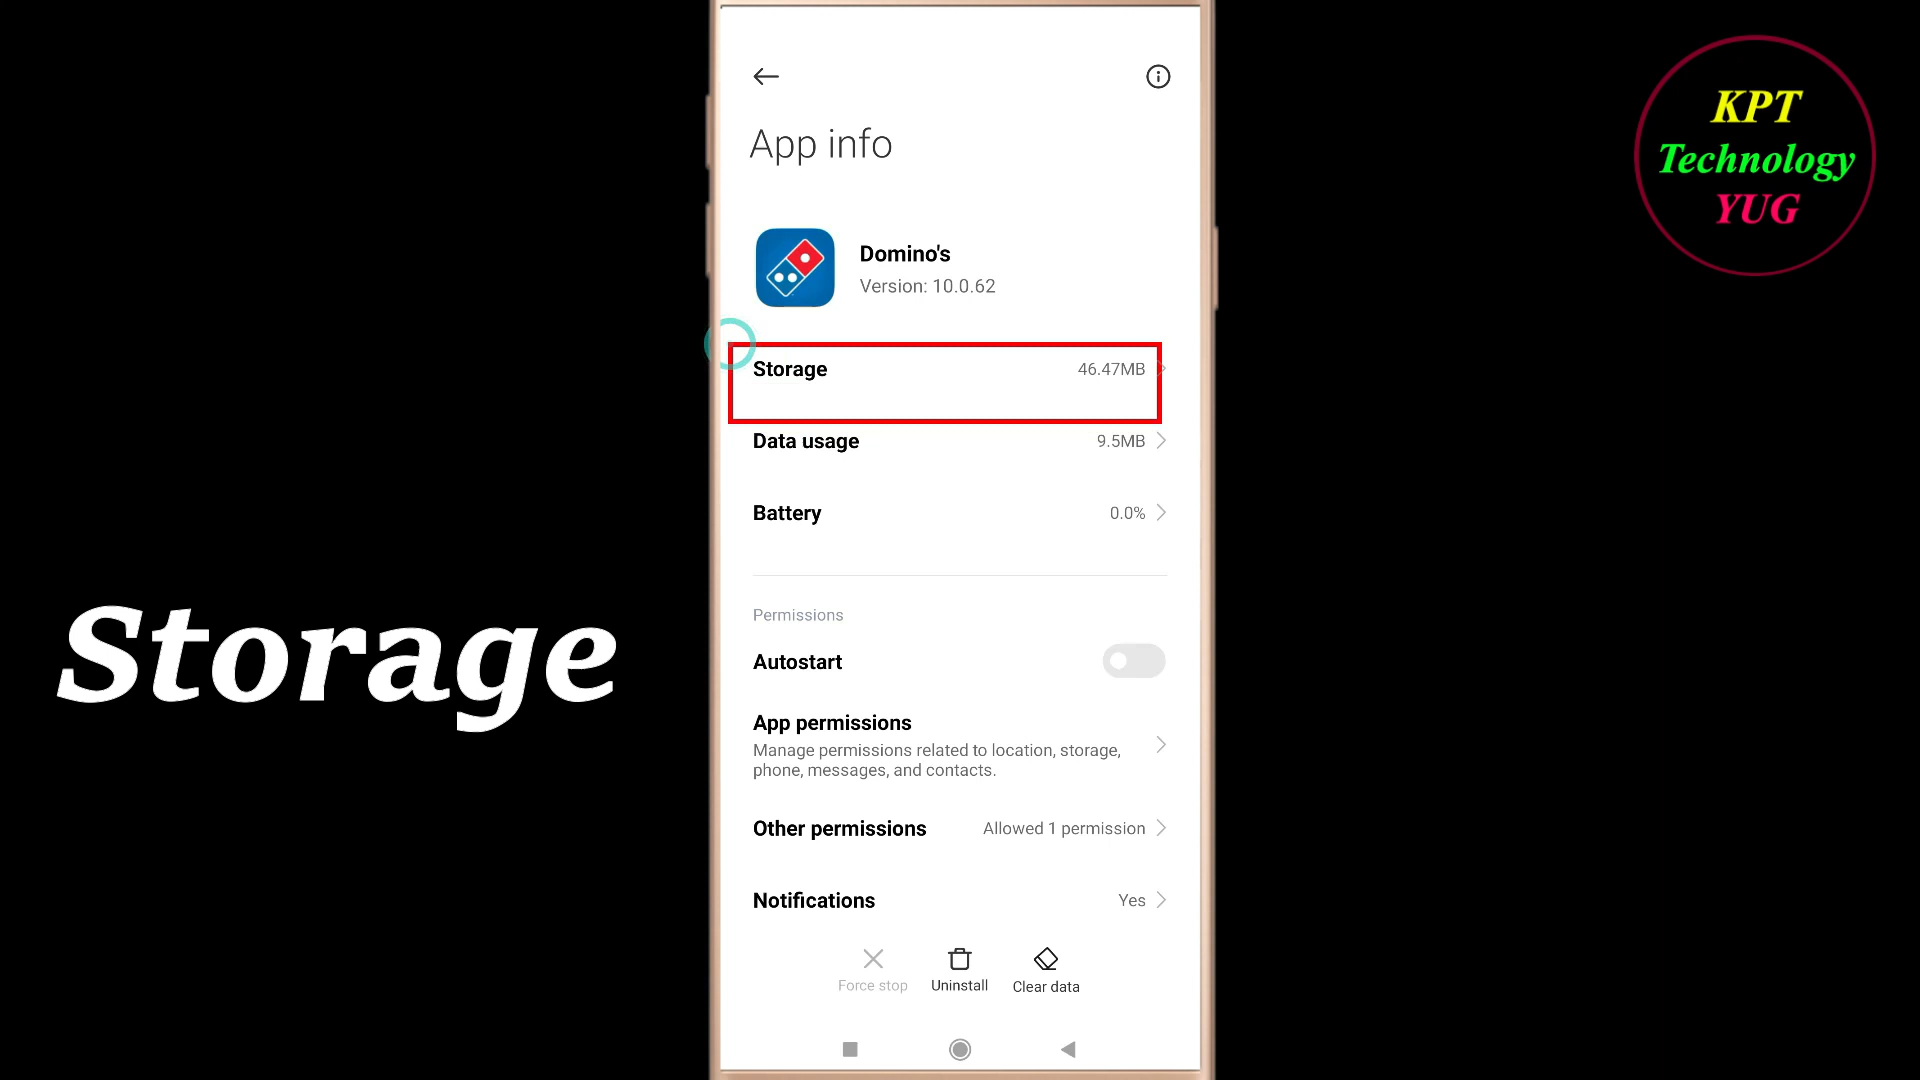 App info
Domino's
Version: 10.0.62
Storage 46.47MB
Data usage 9.5MB
Battery 0.0%
Permissions
Autostart
App permissions
Manage permissions related to location, storage,
phone, messages, and contacts.
Other permissions Allowed 1 permission
Notifications Yes
Force stop Uninstall Clear data
Storage
KPT
Technology
YUG